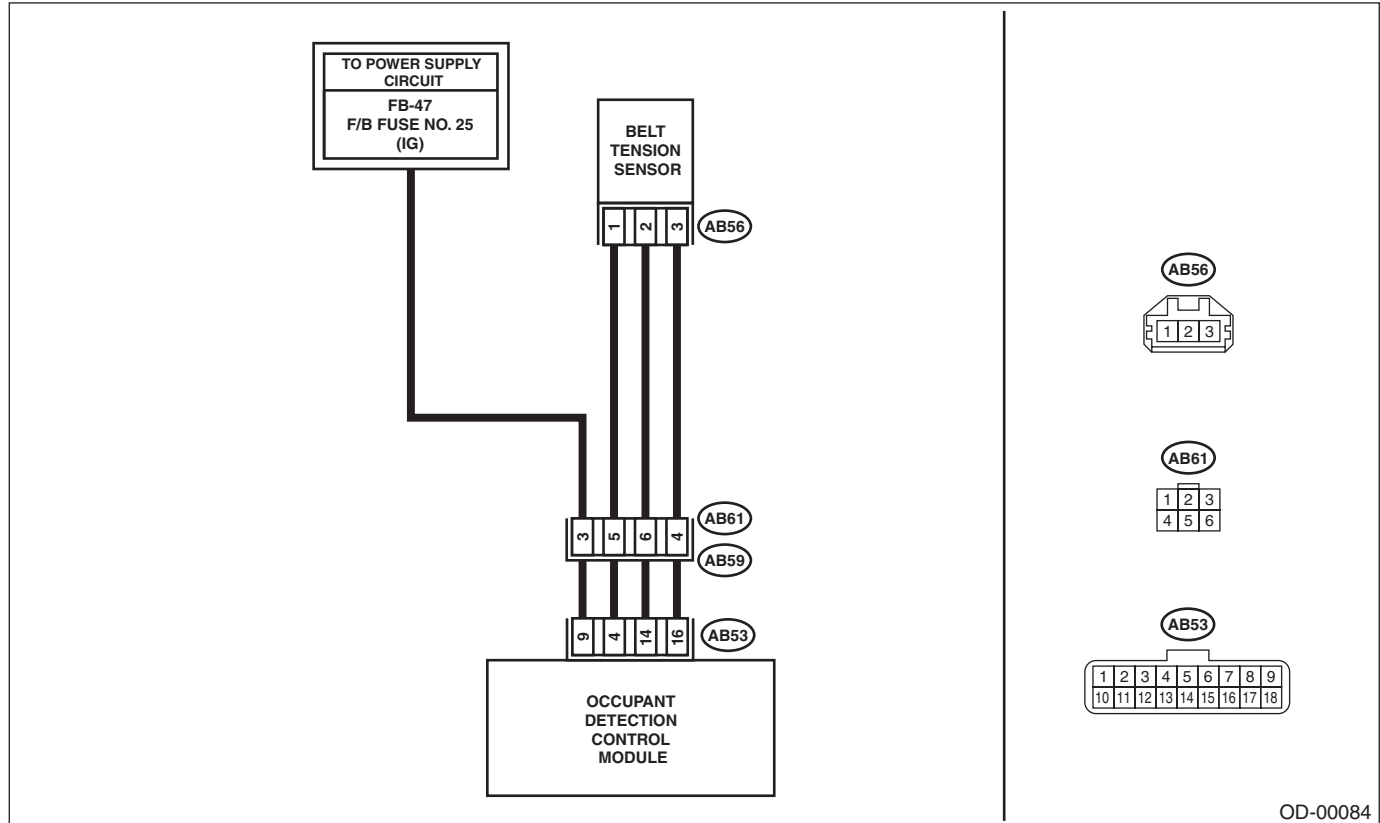 TO POWER SUPPLY
CIRCUIT
FB-47
F/B FUSE NO. 25
(IG)
BELT
TENSION
SENSOR
1 2 3
AB56
3 5 6 4
AB61
AB59
9 4 14 16
AB53
OCCUPANT
DETECTION
CONTROL
MODULE
AB56
1 2 3
AB61
1 2 3
4 5 6
AB53
1 2 3 4 5 6 7 8 9
10 11 12 13 14 15 16 17 18
OD-00084